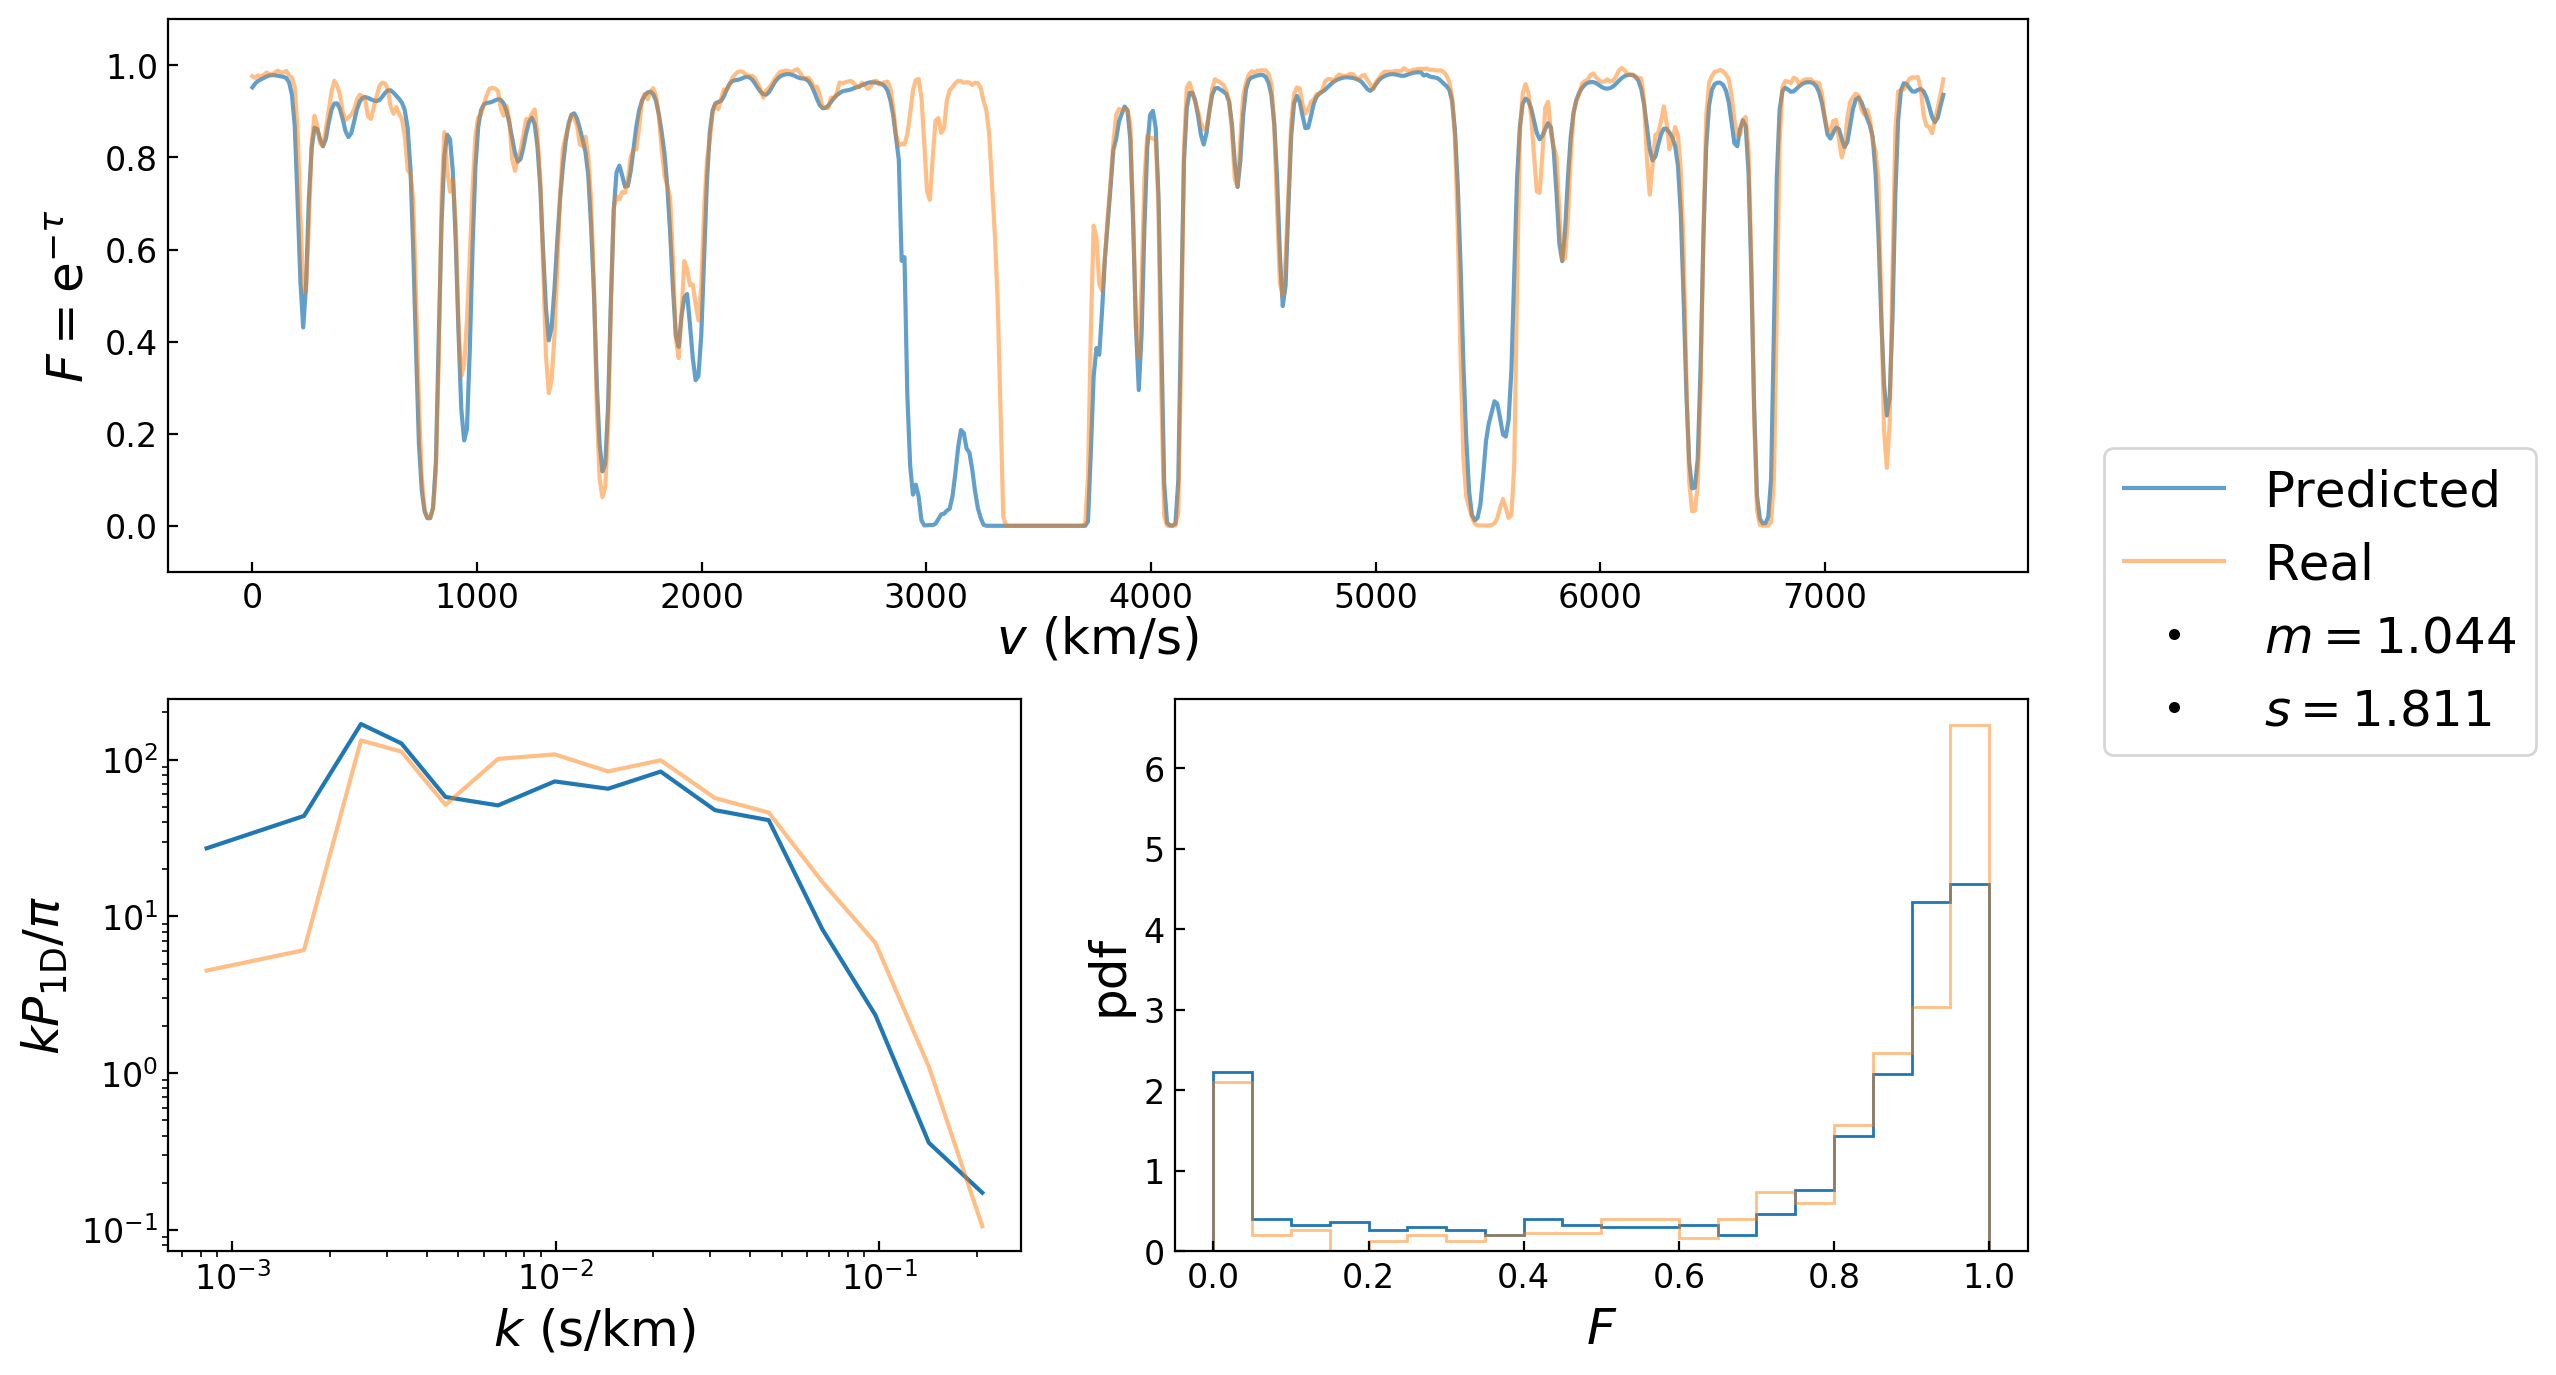 F = e^{−τ}
1.0
0.8
0.6
0.4
0.2
0.0
0 1000 2000 3000 4000 5000 6000 7000
v (km/s)
Predicted
Real
m = 1.044
s = 1.811
kP_{1D}/π
10^2
10^1
10^0
10^{−1}
10^{−3} 10^{−2} 10^{−1}
k (s/km)
pdf
6
5
4
3
2
1
0
0.0 0.2 0.4 0.6 0.8 1.0
F